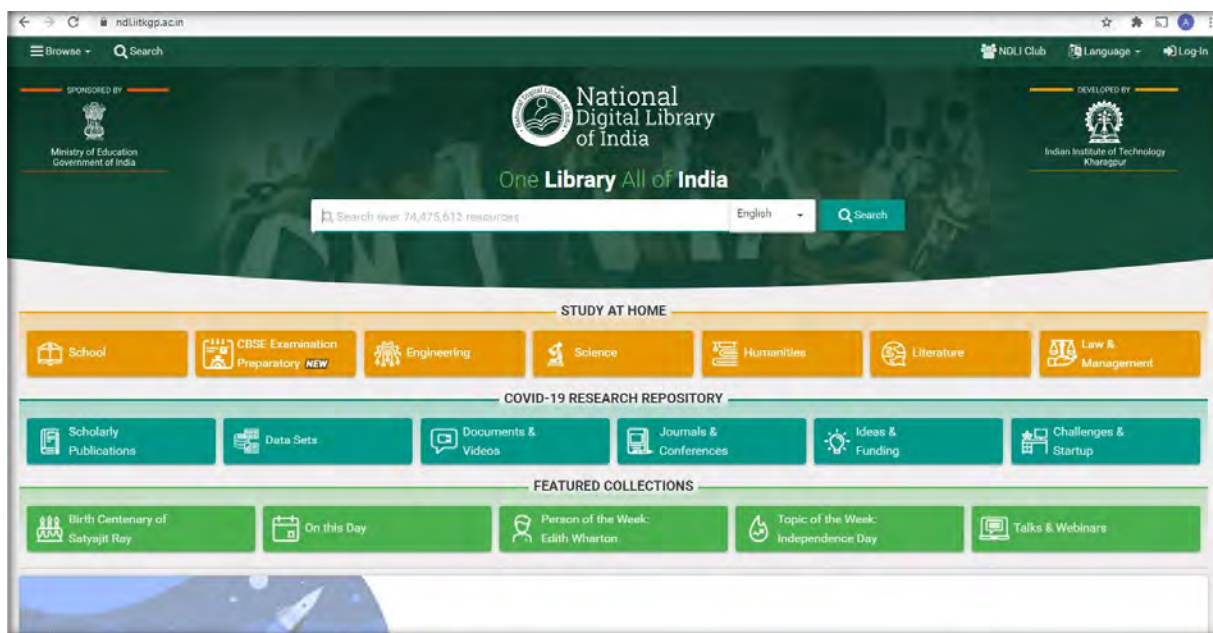 ndl.iitkgp.ac.in
Browse Search NDLI Club Language Log-In
SPONSORED BY
Ministry of Education
Government of India
National
Digital Library
of India
DEVELOPED BY
Indian Institute of Technology
Kharagpur
One Library All of India
Search over 74,475,612 resources English Search
STUDY AT HOME
School
CBSE Examination
Preparatory NEW
Engineering
Science
Humanities
Literature
Law &
Management
COVID-19 RESEARCH REPOSITORY
Scholarly
Publications
Data Sets
Documents &
Videos
Journals &
Conferences
Ideas &
Funding
Challenges &
Startup
FEATURED COLLECTIONS
Birth Centenary of
Satyajit Ray
On this Day
Person of the Week:
Edith Wharton
Topic of the Week:
Independence Day
Talks & Webinars